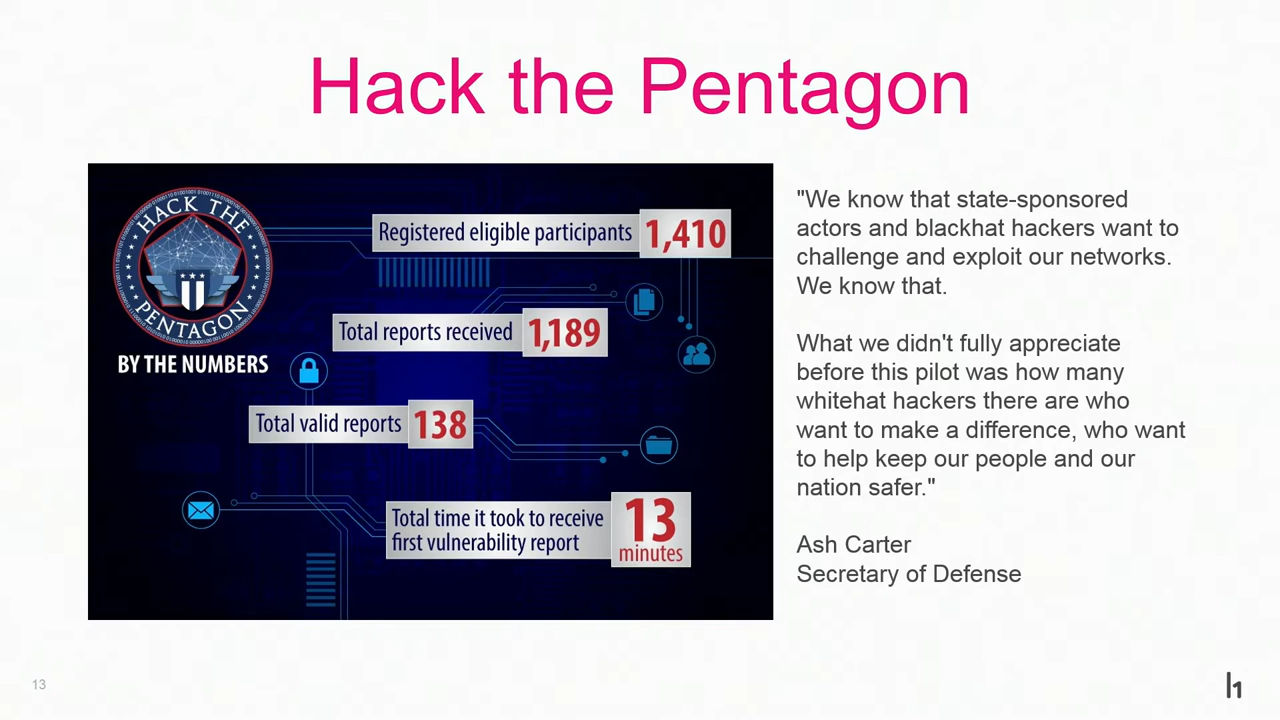 Hack the Pentagon
HACK THE
PENTAGON
BY THE NUMBERS
Registered eligible participants 1,410
Total reports received 1,189
Total valid reports 138
Total time it took to receive
first vulnerability report
13
minutes
"We know that state-sponsored
actors and blackhat hackers want to
challenge and exploit our networks.
We know that.
What we didn't fully appreciate
before this pilot was how many
whitehat hackers there are who
want to make a difference, who want
to help keep our people and our
nation safer."
Ash Carter
Secretary of Defense
13
l1